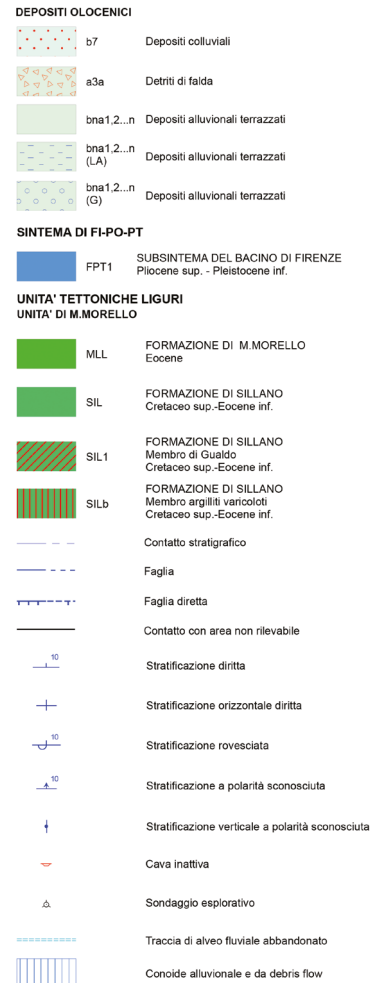 DEPOSITI OLOCENICI
b7 Depositi colluviali
a3a Detriti di falda
bna1,2...n Depositi alluvionali terrazzati
bna1,2...n
(LA) Depositi alluvionali terrazzati
bna1,2...n
(G) Depositi alluvionali terrazzati
SINTEMA DI FI-PO-PT
FPT1 SUBSINTEMA DEL BACINO DI FIRENZE
Pliocene sup. - Pleistocene inf.
UNITA' TETTONICHE LIGURI
UNITA' DI M.MORELLO
MLL FORMAZIONE DI M.MORELLO
Eocene
SIL FORMAZIONE DI SILLANO
Cretaceo sup.-Eocene inf.
SIL1 FORMAZIONE DI SILLANO
Membro di Gualdo
Cretaceo sup.-Eocene inf.
SILb FORMAZIONE DI SILLANO
Membro argilliti varicoloti
Cretaceo sup.-Eocene inf.
Contatto stratigrafico
Faglia
Faglia diretta
Contatto con area non rilevabile
10 Stratificazione diritta
Stratificazione orizzontale diritta
10 Stratificazione rovesciata
10 Stratificazione a polarità sconosciuta
Stratificazione verticale a polarità sconosciuta
Cava inattiva
Sondaggio esplorativo
Traccia di alveo fluviale abbandonato
Conoide alluvionale e da debris flow